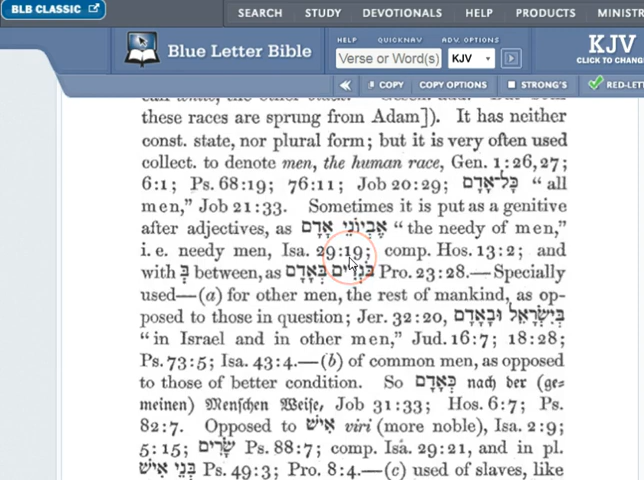 BLB CLASSIC
SEARCH STUDY DEVOTIONALS HELP PRODUCTS MINISTR
Blue Letter Bible
HELP QUICKNAV ADV. OPTIONS
Verse or Word(s) KJV
KJV
CLICK TO CHANG
COPY COPY OPTIONS STRONG'S RED-LET
these races are sprung from Adam]). It has neither
const. state, nor plural form; but it is very often used
collect. to denote men, the human race, Gen. 1:26,27;
6:1; Ps. 68:19; 76:11; Job 20:29; כָּל־אָדָם “all
men,” Job 21:33. Sometimes it is put as a genitive
after adjectives, as אֶבְיוֹנֵי אָדָם “the needy of men,”
i. e. needy men, Isa. 29:19; comp. Hos. 13:2; and
with בְּ between, as בֹּגְדִים בְּאָדָם Pro. 23:28.—Specially
used—(a) for other men, the rest of mankind, as op-
posed to those in question; Jer. 32:20, בְּיִשְׂרָאֵל וּבָאָדָם
“in Israel and in other men,” Jud. 16:7; 18:28;
Ps. 73:5; Isa. 43:4.—(b) of common men, as opposed
to those of better condition. So כְּאָדָם nach der (ge=
meinen) Menschen Weise, Job 31:33; Hos. 6:7; Ps.
82:7. Opposed to אִישׁ viri (more noble), Isa. 2:9;
5:15; שָׂרִים Ps. 88:7; comp. Isa. 29:21, and in pl.
בְּנֵי אִישׁ Ps. 49:3; Pro. 8:4.—(c) used of slaves, like